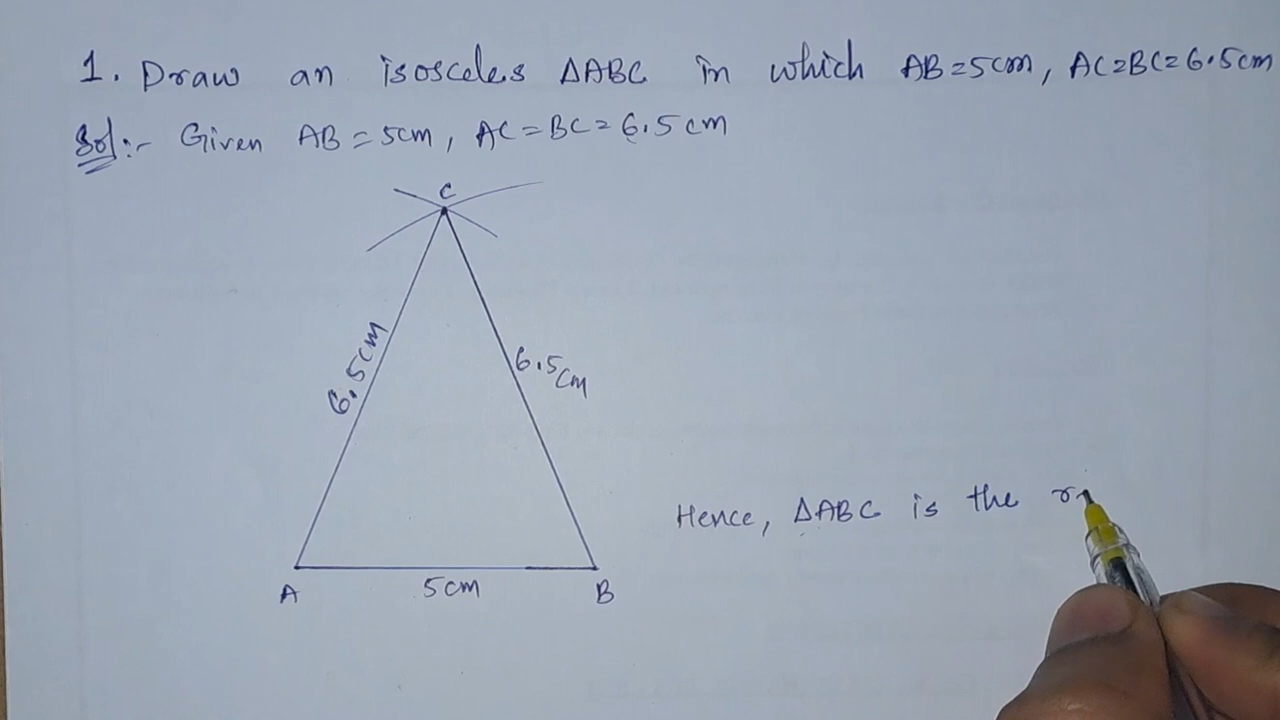 1. Draw an isosceles ΔABC in which AB=5cm, AC=BC=6.5cm
Sol:- Given AB=5cm, AC=BC=6.5cm
C
6.5cm
6.5cm
Hence, ΔABC is the
A
5cm
B